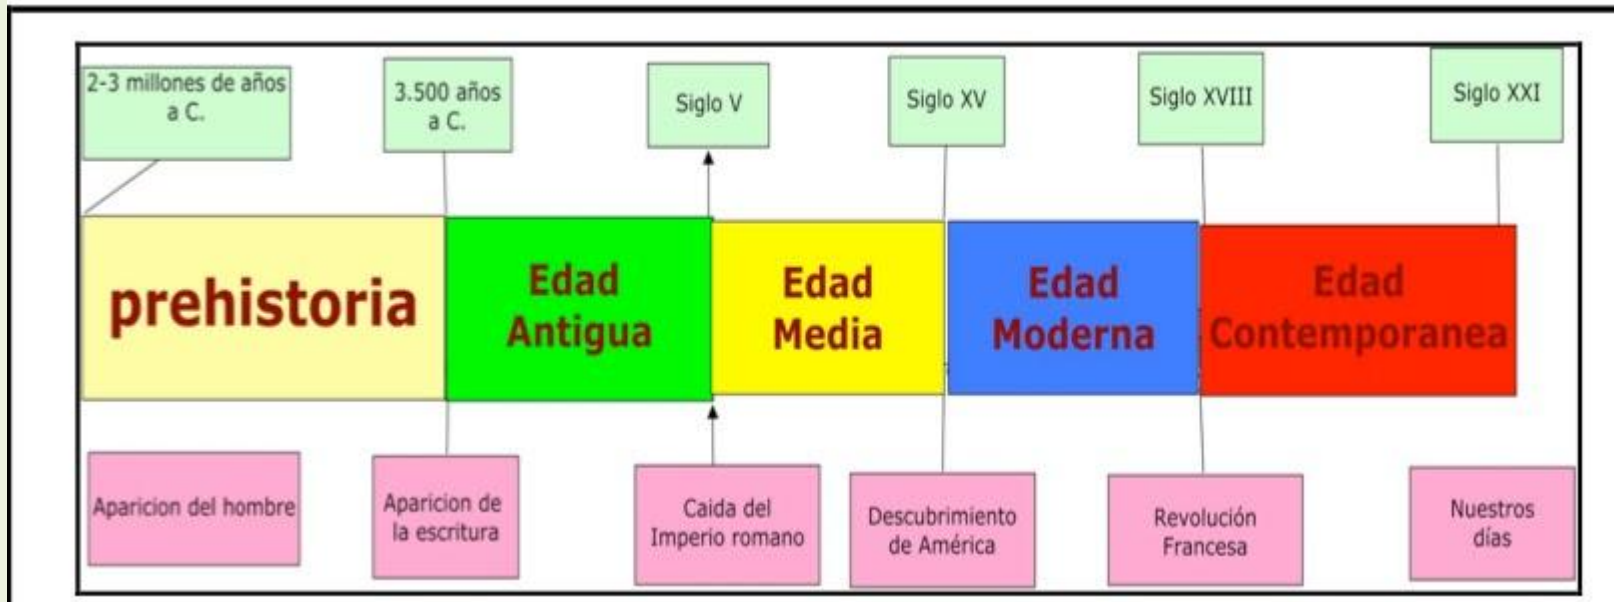 2-3 millones de años
a C.
3.500 años
a C.
Siglo V
Siglo XV
Siglo XVIII
Siglo XXI
prehistoria
Edad
Antigua
Edad
Media
Edad
Moderna
Edad
Contemporanea
Aparicion del hombre
Aparicion de
la escritura
Caida del
Imperio romano
Descubrimiento
de América
Revolución
Francesa
Nuestros
días